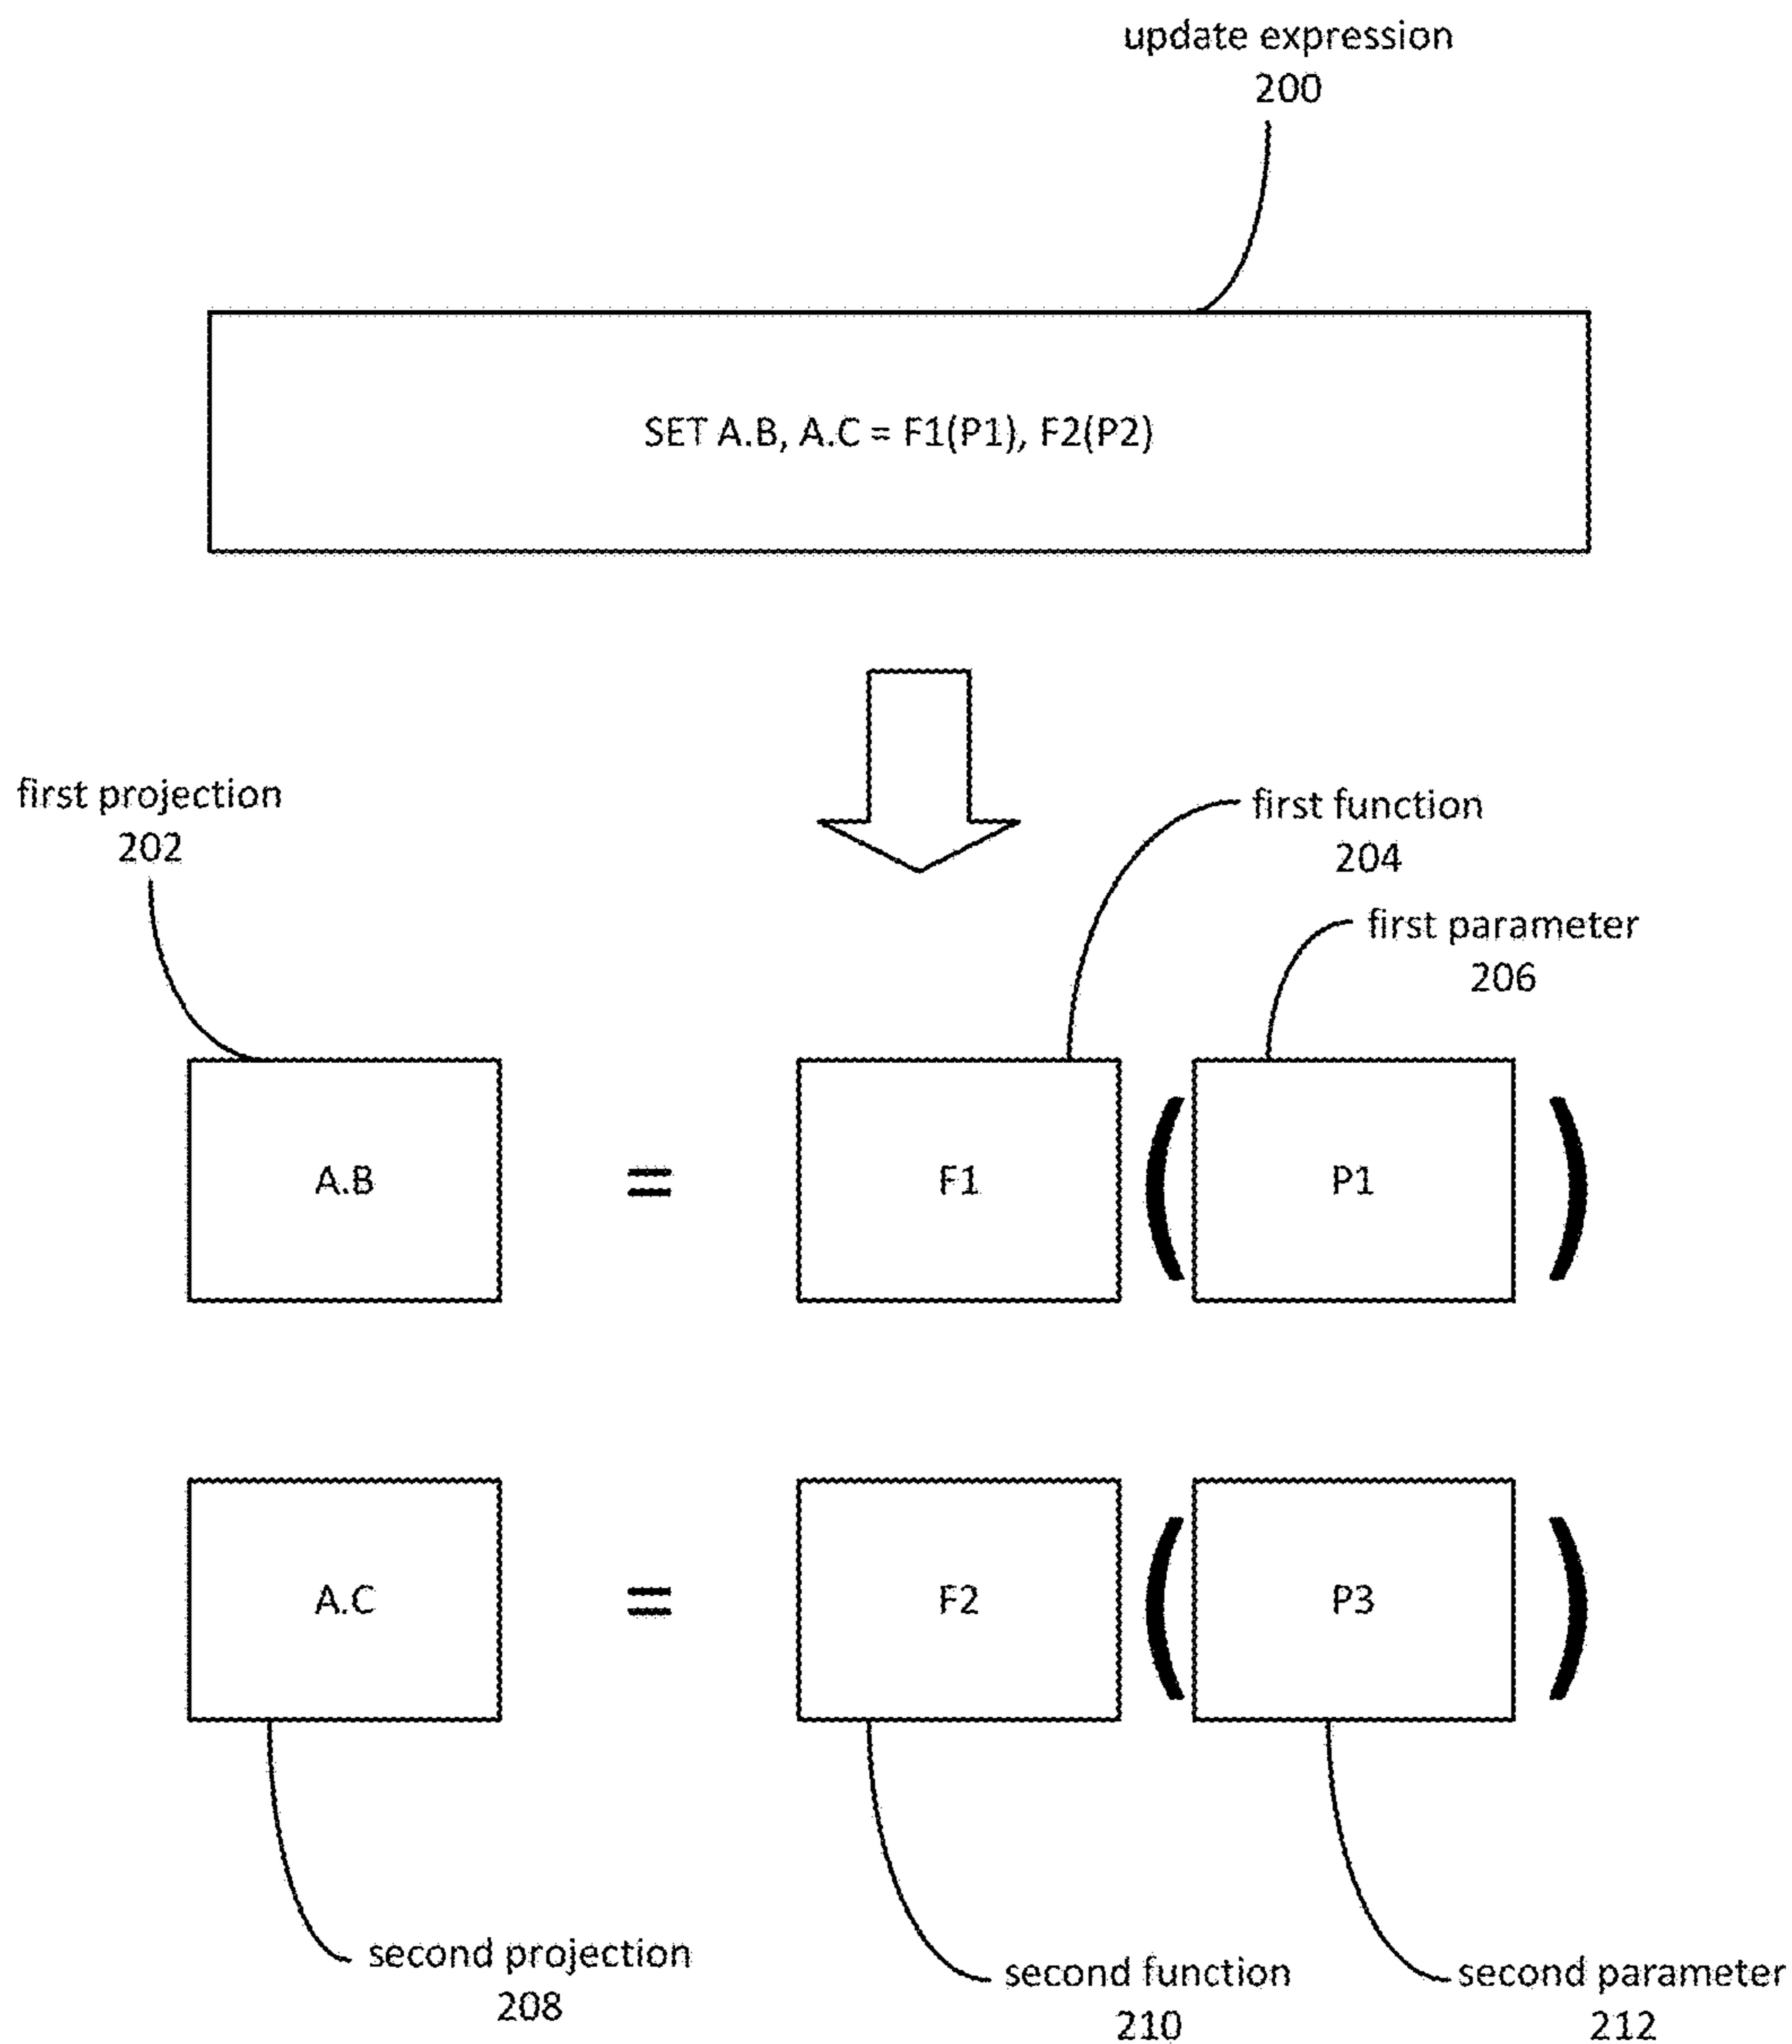 update expression
200
SET A.B, A.C = F1(P1), F2(P2)
first projection
202
first function
204
first parameter
206
A.B = F1 ( P1 )
A.C = F2 ( P3 )
second projection
208
second function
210
second parameter
212